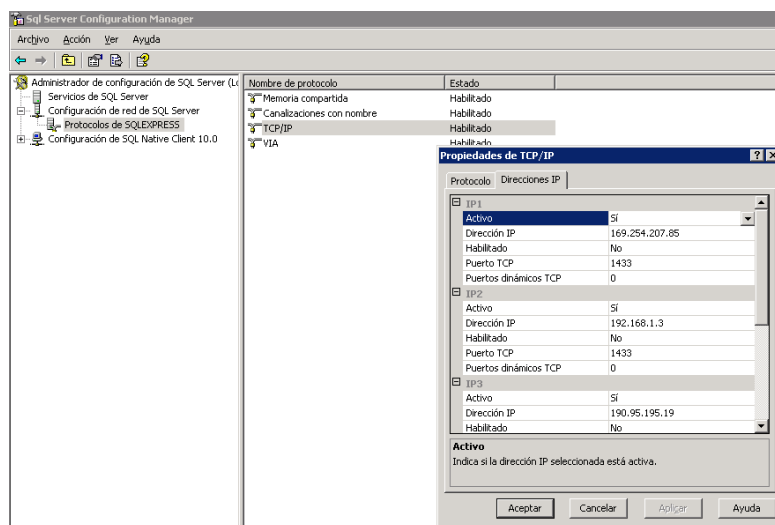 Sql Server Configuration Manager
Archivo Acción Ver Ayuda
Administrador de configuración de SQL Server (Lo
Servicios de SQL Server
Configuración de red de SQL Server
Protocolos de SQLEXPRESS
Configuración de SQL Native Client 10.0
Nombre de protocolo Estado
Memoria compartida Habilitado
Canalizaciones con nombre Habilitado
TCP/IP Habilitado
VIA Habilitado
Propiedades de TCP/IP
Protocolo Direcciones IP
IP1
Activo Sí
Dirección IP 169.254.207.85
Habilitado No
Puerto TCP 1433
Puertos dinámicos TCP 0
IP2
Activo Sí
Dirección IP 192.168.1.3
Habilitado No
Puerto TCP 1433
Puertos dinámicos TCP 0
IP3
Activo Sí
Dirección IP 190.95.195.19
Habilitado No
Activo
Indica si la dirección IP seleccionada está activa.
Aceptar Cancelar Aplicar Ayuda